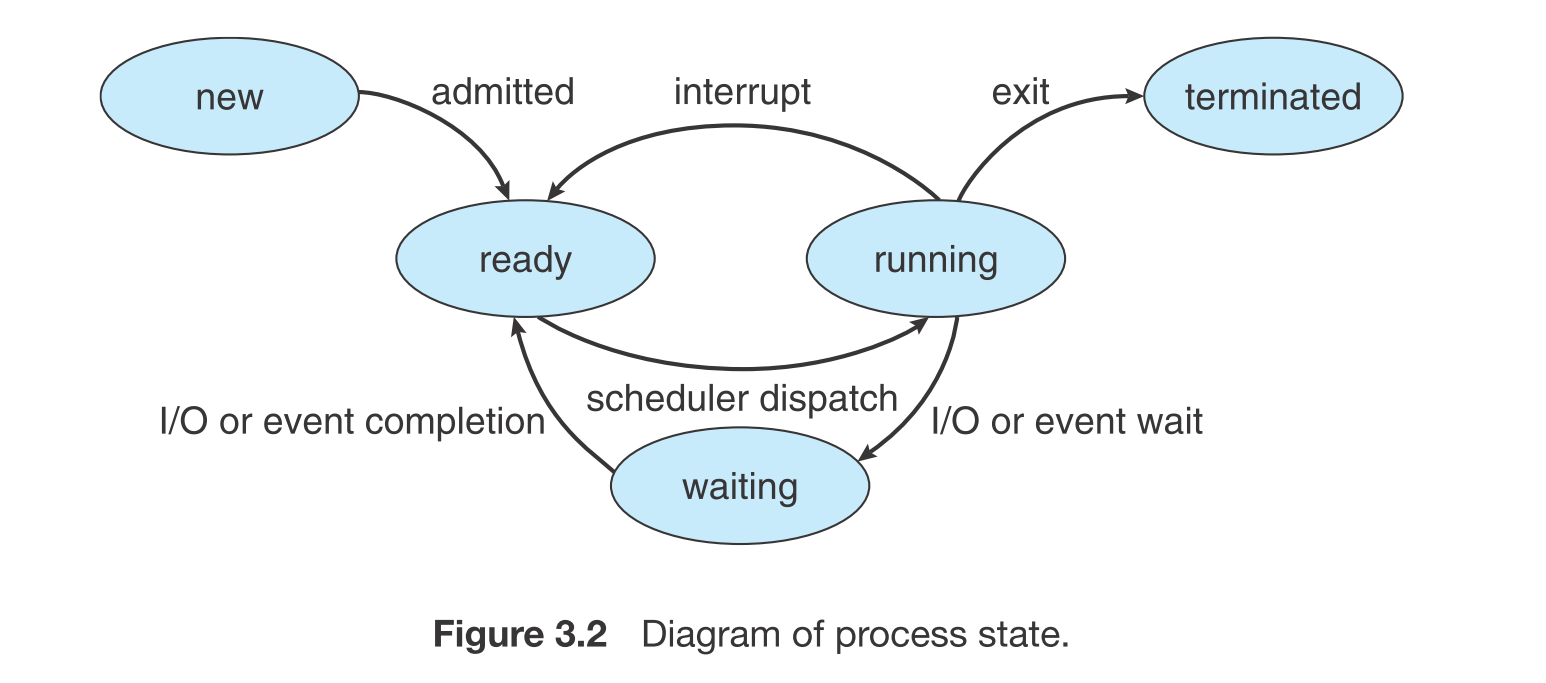 new
admitted
interrupt
exit
terminated
ready
running
scheduler dispatch
I/O or event completion
I/O or event wait
waiting
Figure 3.2 Diagram of process state.